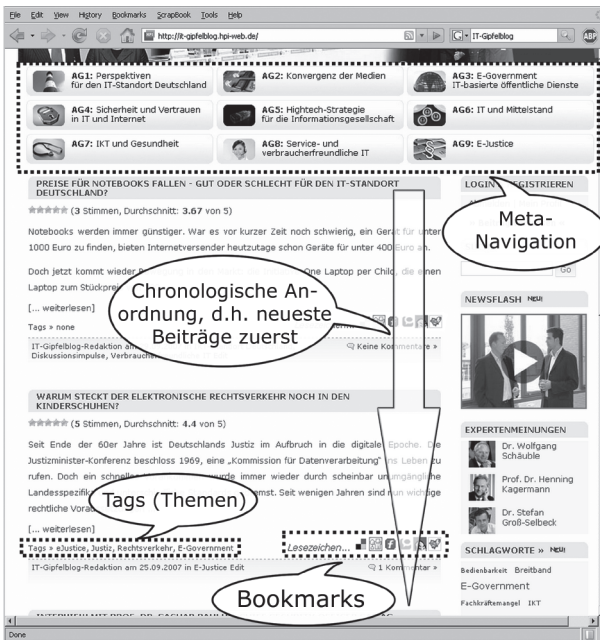 File Edit View History Bookmarks ScrapBook Tools Help
http://it-gipfelblog.hpi-web.de/
IT-Gipfelblog
ABP
AG1: Perspektiven
für den IT-Standort Deutschland
AG2: Konvergenz der Medien
AG3: E-Government
IT-basierte öffentliche Dienste
AG4: Sicherheit und Vertrauen
in IT und Internet
AG5: Hightech-Strategie
für die Informationsgesellschaft
AG6: IT und Mittelstand
AG7: IKT und Gesundheit
AG8: Service- und
verbraucherfreundliche IT
AG9: E-Justice
PREISE FÜR NOTEBOOKS FALLEN - GUT ODER SCHLECHT FÜR DEN IT-STANDORT
DEUTSCHLAND?
(3 Stimmen, Durchschnitt: 3.67 von 5)
Notebooks werden immer günstiger. War es vor kurzer Zeit noch schwierig, ein Gerät für unter
1000 Euro zu finden, bieten Internetversender heutzutage schon Geräte für unter 400 Euro an.
Doch jetzt kommt wieder One Laptop per Child, die einen
Laptop zum Stückpreis
[... weiterlesen]
Tags » none
IT-Gipfelblog-Redaktion am
Diskussionsimpulse,
Keine Kommentare »
Chronologische An-
ordnung, d.h. neueste
Beiträge zuerst
LOGIN
REGISTRIEREN
Meta-
Navigation
Go
NEWSFLASH NEU!
WARUM STECKT DER ELEKTRONISCHE RECHTSVERKEHR NOCH IN DEN
KINDERSCHUHEN?
(5 Stimmen, Durchschnitt: 4.4 von 5)
Seit Ende der 60er Jahre ist Deutschlands Justiz im Aufbruch in die digitale Epoche. Die
Justizminister-Konferenz beschloss 1969, eine „Kommission für Datenverarbeitung" ins Leben zu
rufen. Doch ein schneller wurde immer wieder durch scheinbar unumgängliche
Seit wenigen Jahren sind nun wichtige
rechtliche
[... weiterlesen]
Tags » eJustice, Justiz, Rechtsverkehr, E-Government
Lesezeichen...
IT-Gipfelblog-Redaktion am 25.09.2007 in E-Justice Edit
1 Kommentar »
Tags (Themen)
Bookmarks
EXPERTENMEINUNGEN
Dr. Wolfgang
Schäuble
Prof. Dr. Henning
Kagermann
Dr. Stefan
Groß-Selbeck
SCHLAGWORTE » NEU!
Bedienbarkeit Breitband
E-Government
Fachkräftemangel IKT
Done